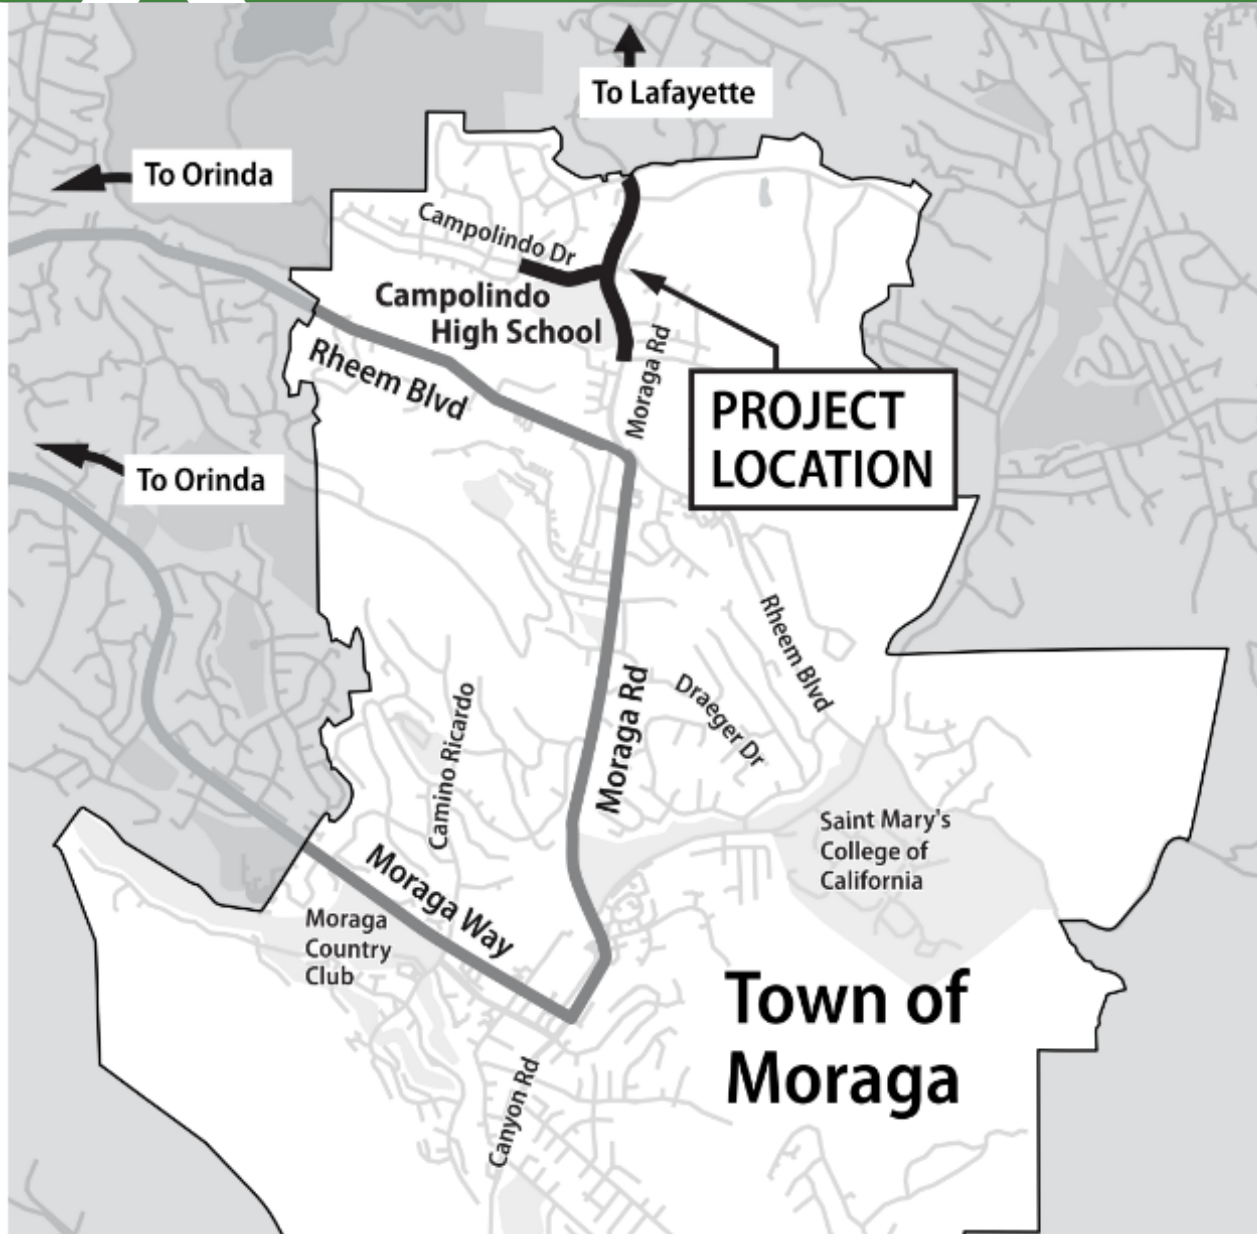 To Lafayette
To Orinda
Campolindo Dr
Campolindo
High School
Moraga Rd
Rheem Blvd
PROJECT
LOCATION
To Orinda
Rheem Blvd
Moraga Rd
Draeger Dr
Camino Ricardo
Saint Mary's
College of
California
Moraga Way
Moraga
Country
Club
Town of
Moraga
Canyon Rd